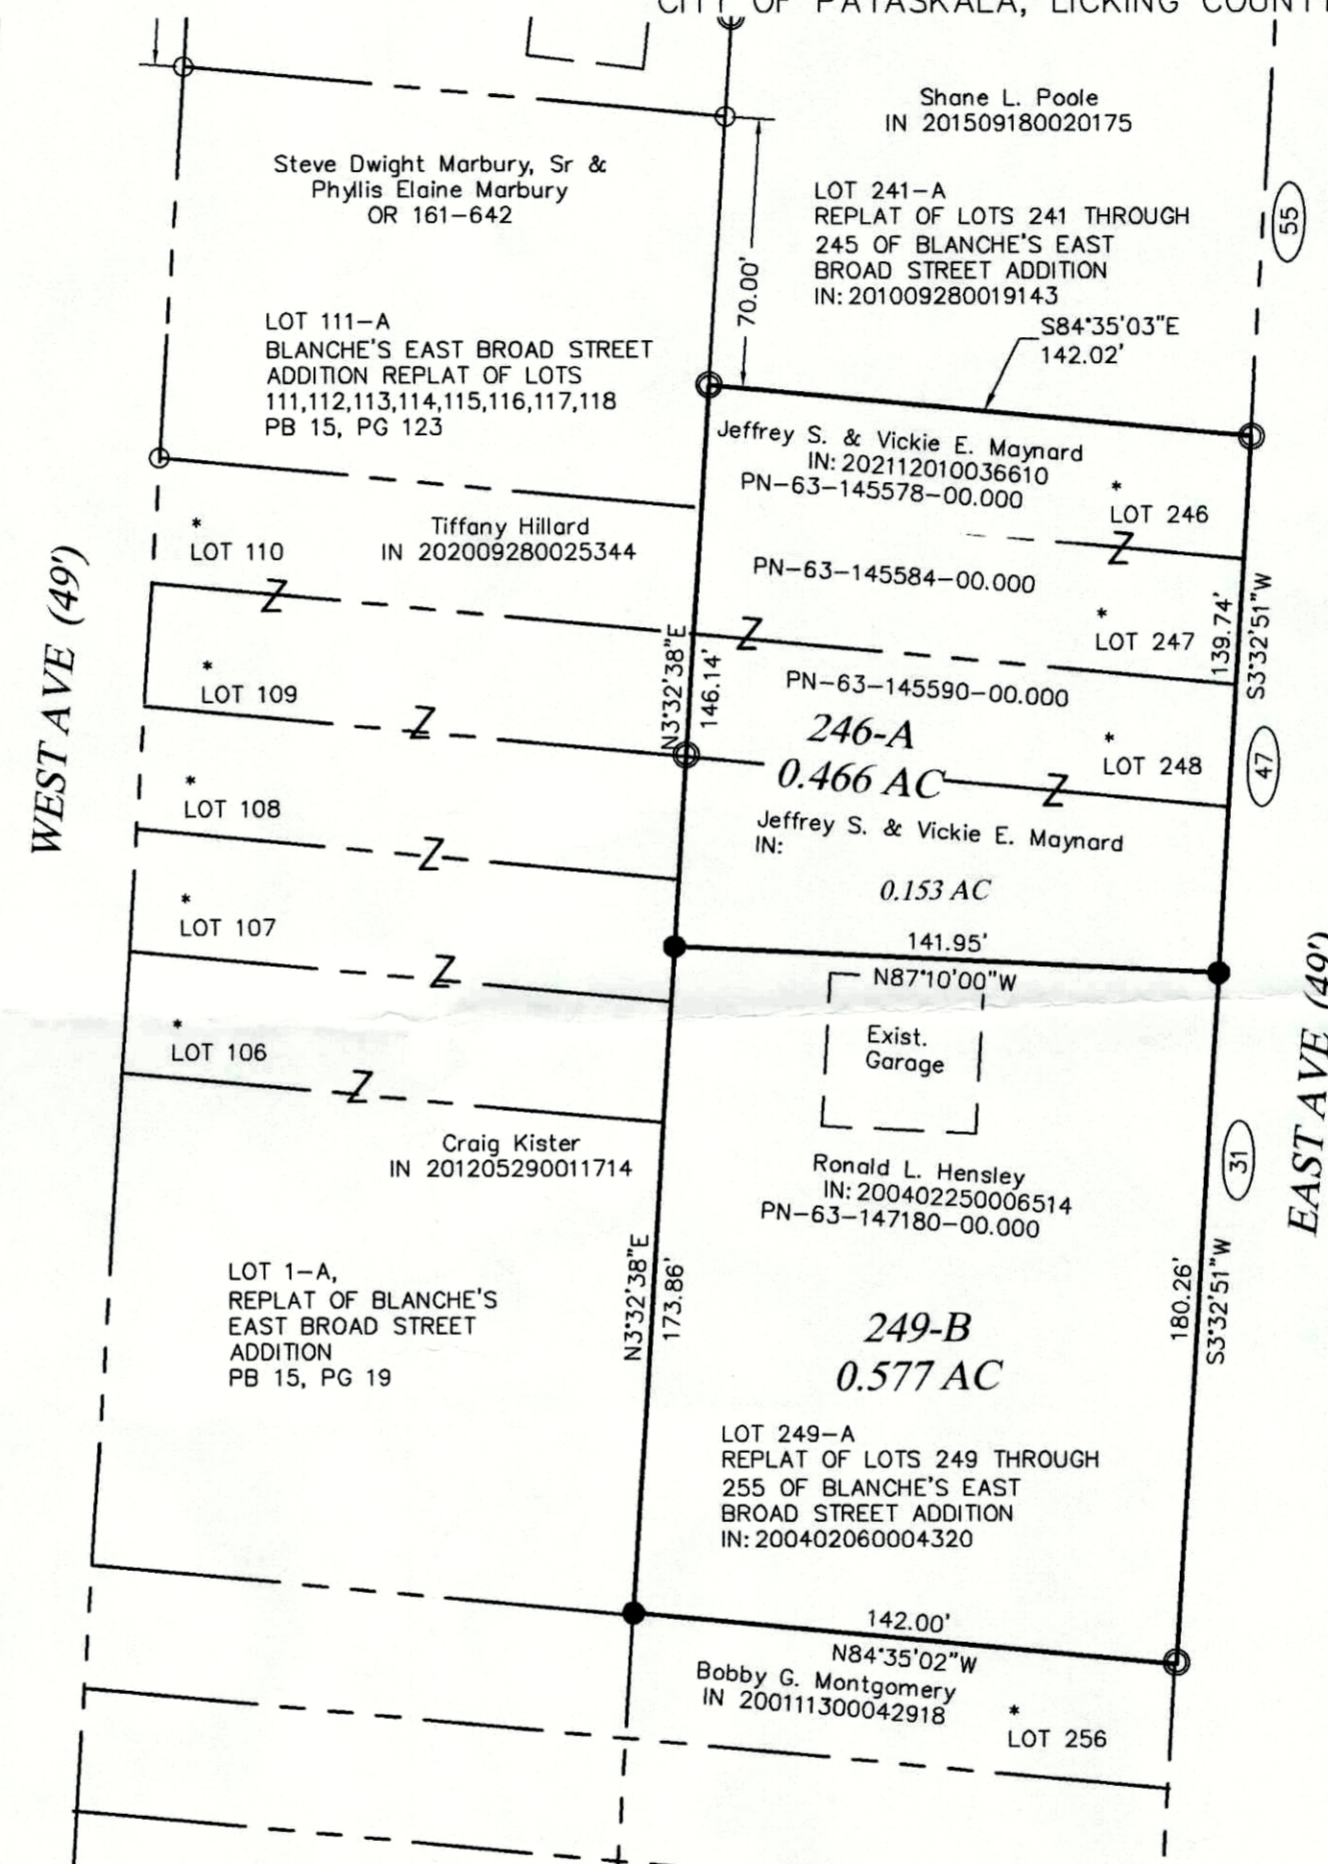 CITY OF PATASKALA, LICKING COUNTY
Shane L. Poole
IN 201509180020175
Steve Dwight Marbury, Sr &
Phyllis Elaine Marbury
OR 161-642
LOT 241-A
REPLAT OF LOTS 241 THROUGH
245 OF BLANCHE'S EAST
BROAD STREET ADDITION
IN: 201009280019143
55
70.00'
S84°35'03"E
142.02'
LOT 111-A
BLANCHE'S EAST BROAD STREET
ADDITION REPLAT OF LOTS
111,112,113,114,115,116,117,118
PB 15, PG 123
Jeffrey S. & Vickie E. Maynard
IN: 202112010036610
PN-63-145578-00.000
*
LOT 246
*
LOT 110
Tiffany Hillard
IN 202009280025344
Z
PN-63-145584-00.000
*
LOT 247
Z
Z
WEST AVE (49')
*
LOT 109
N3°32'38"E
146.14'
139.74'
S3°32'51"W
PN-63-145590-00.000
246-A
0.466 AC
*
LOT 248
Z
Z
47
*
LOT 108
Jeffrey S. & Vickie E. Maynard
IN:
0.153 AC
Z
*
LOT 107
141.95'
N87°10'00"W
Z
EAST AVE (49')
*
LOT 106
Exist.
Garage
Z
Craig Kister
IN 201205290011714
Ronald L. Hensley
IN: 200402250006514
PN-63-147180-00.000
31
LOT 1-A,
REPLAT OF BLANCHE'S
EAST BROAD STREET
ADDITION
PB 15, PG 19
N3°32'38"E
173.86'
180.26'
S3°32'51"W
249-B
0.577 AC
LOT 249-A
REPLAT OF LOTS 249 THROUGH
255 OF BLANCHE'S EAST
BROAD STREET ADDITION
IN: 200402060004320
142.00'
N84°35'02"W
Bobby G. Montgomery
IN 200111300042918
*
LOT 256